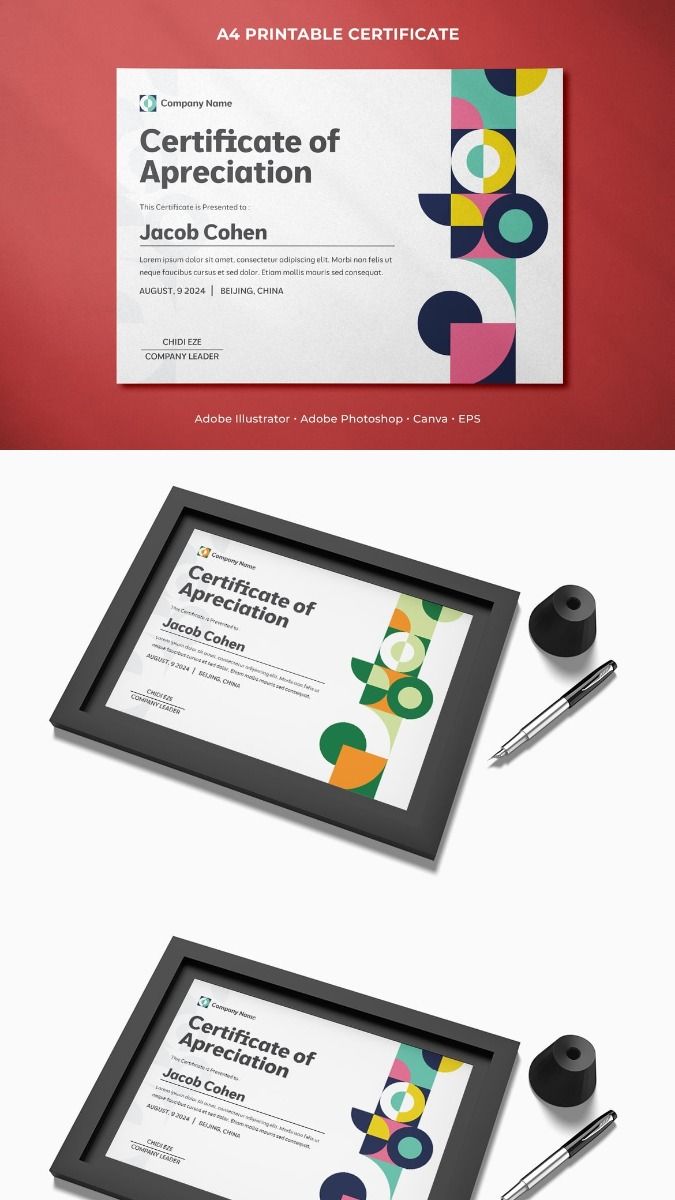 A4 PRINTABLE CERTIFICATE
Company Name
Certificate of
Apreciation
This Certificate is Presented to :
Jacob Cohen
Lorem ipsum dolor sit amet, consectetur adipiscing elit. Morbi non felis ut
neque faucibus cursus et sed dolor. Etiam mollis mauris sed consequat.
AUGUST, 9 2024 | BEIJING, CHINA
CHIDI EZE
COMPANY LEADER
Adobe Illustrator • Adobe Photoshop • Canva • EPS
Company Name
Certificate of
Apreciation
This Certificate is Presented to :
Jacob Cohen
Lorem ipsum dolor sit amet, consectetur adipiscing elit. Morbi non felis ut
neque faucibus cursus et sed dolor. Etiam mollis mauris sed consequat.
AUGUST, 9 2024 | BEIJING, CHINA
CHIDI EZE
COMPANY LEADER
Company Name
Certificate of
Apreciation
This Certificate is Presented to :
Jacob Cohen
Lorem ipsum dolor sit amet, consectetur adipiscing elit. Morbi non felis ut
neque faucibus cursus et sed dolor. Etiam mollis mauris sed consequat.
AUGUST, 9 2024 | BEIJING, CHINA
CHIDI EZE
COMPANY LEADER